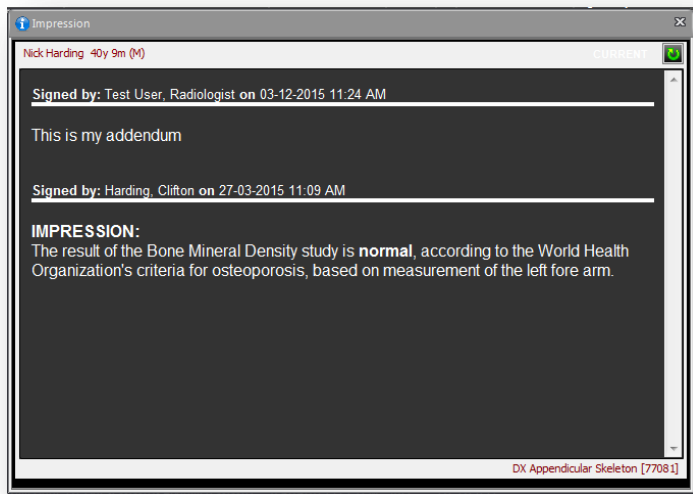 Impression
Nick Harding 40y 9m (M)
CURRENT
Signed by: Test User, Radiologist on 03-12-2015 11:24 AM
This is my addendum
Signed by: Harding, Clifton on 27-03-2015 11:09 AM
IMPRESSION:
The result of the Bone Mineral Density study is normal, according to the World Health
Organization's criteria for osteoporosis, based on measurement of the left fore arm.
DX Appendicular Skeleton [77081]